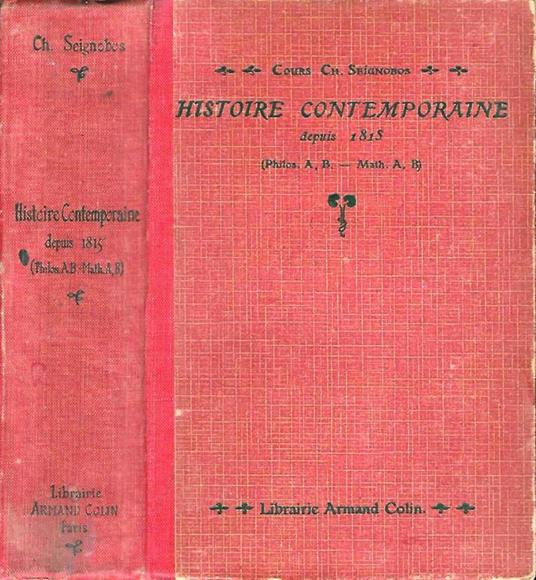 Ch. Seignobos
Histoire Contemporaine
depuis 1815
(Philos. A, B - Math. A, B)
Librairie
ARMAND COLIN
Paris
Cours Ch. Seignobos
HISTOIRE CONTEMPORAINE
depuis 1815
(Philos. A, B. — Math. A, B)
Librairie Armand Colin.